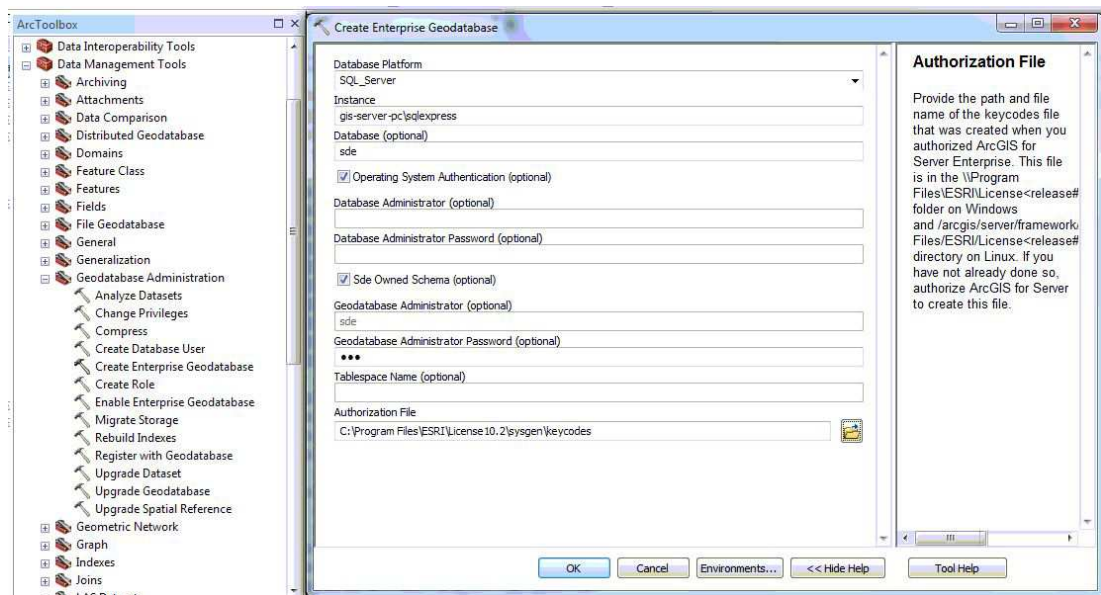 ArcToolbox
Data Interoperability Tools
Data Management Tools
Archiving
Attachments
Data Comparison
Distributed Geodatabase
Domains
Feature Class
Features
Fields
File Geodatabase
General
Generalization
Geodatabase Administration
Analyze Datasets
Change Privileges
Compress
Create Database User
Create Enterprise Geodatabase
Create Role
Enable Enterprise Geodatabase
Migrate Storage
Rebuild Indexes
Register with Geodatabase
Upgrade Dataset
Upgrade Geodatabase
Upgrade Spatial Reference
Geometric Network
Graph
Indexes
Joins
Create Enterprise Geodatabase
Database Platform
SQL_Server
Instance
gis-server-pc\sqlexpress
Database (optional)
sde
Operating System Authentication (optional)
Database Administrator (optional)
Database Administrator Password (optional)
Sde Owned Schema (optional)
Geodatabase Administrator (optional)
sde
Geodatabase Administrator Password (optional)
•••
Tablespace Name (optional)
Authorization File
C:\Program Files\ESRI\License10.2\sysgen\keycodes
OK
Cancel
Environments...
<< Hide Help
Tool Help
Authorization File
Provide the path and file
name of the keycodes file
that was created when you
authorized ArcGIS for
Server Enterprise. This file
is in the \\Program
Files\ESRI\License<release#
folder on Windows
and /arcgis/server/framework/
Files/ESRI/License<release#
directory on Linux. If you
have not already done so,
authorize ArcGIS for Server
to create this file.